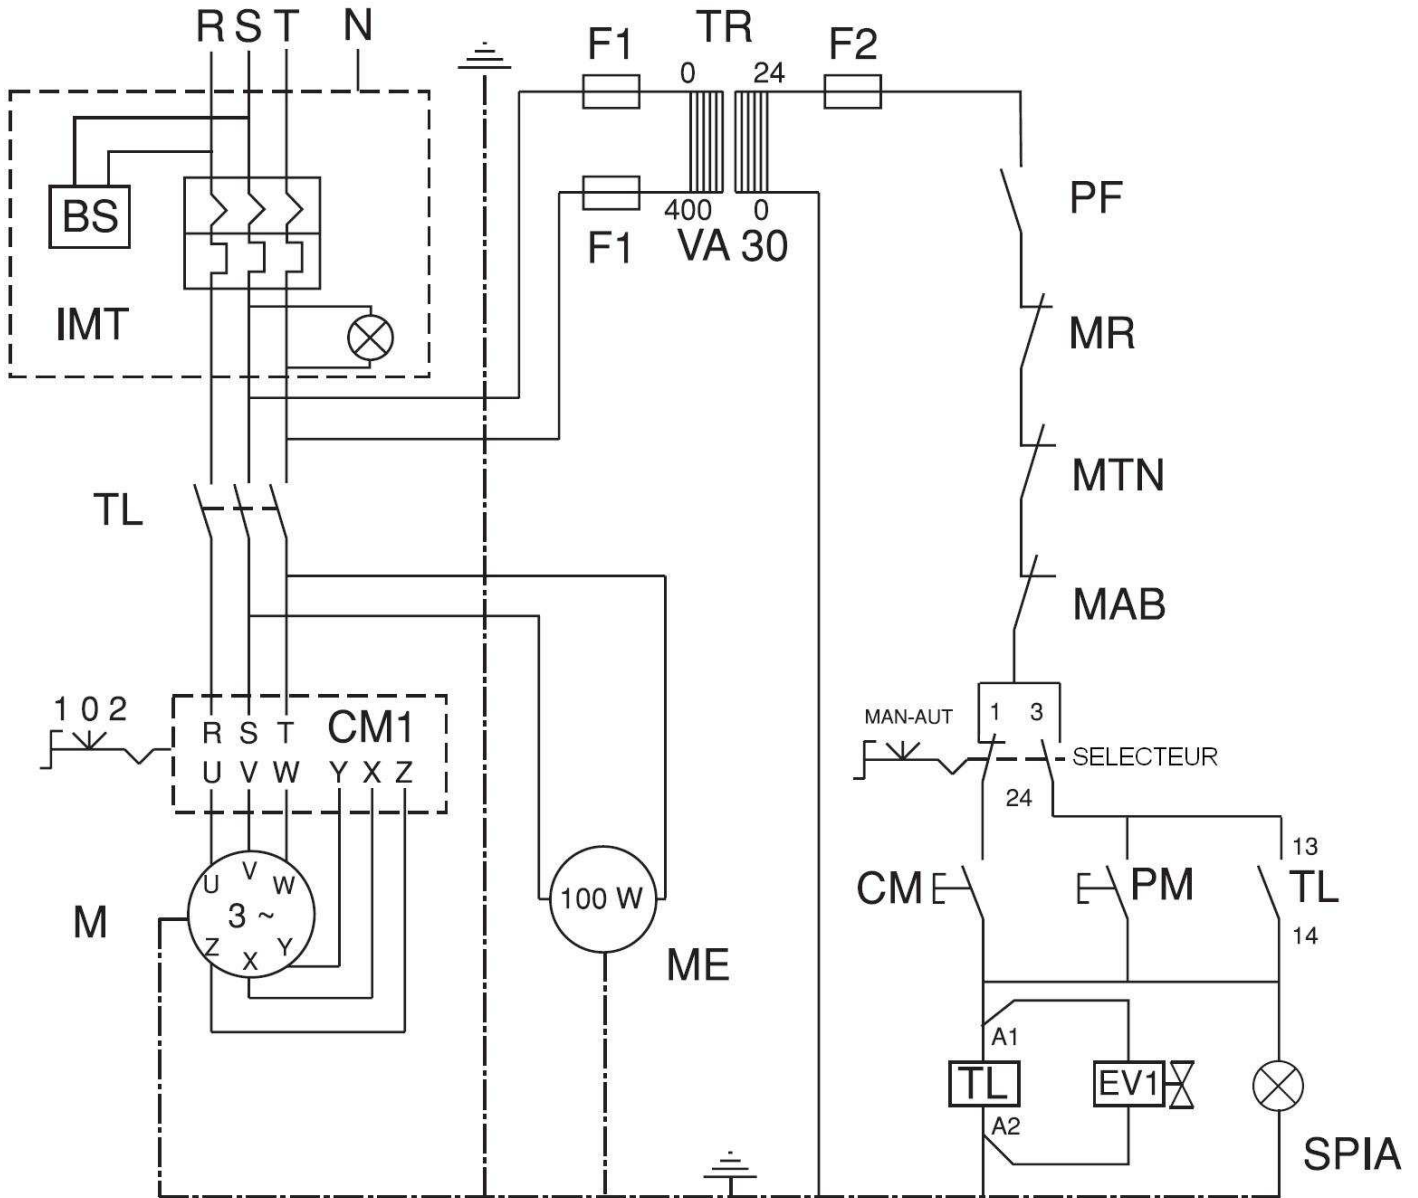 R S T N
F1 TR F2
0 24
BS
400 0
F1 VA 30
PF
IMT
MR
MTN
TL
MAB
1 0 2
R S T CM1
U V W Y X Z
MAN-AUT 1 3
SELECTEUR
24
13
CM PM TL
14
U V W
3 ~
Z X Y
M
100 W
ME
A1
TL EV1
A2
SPIA